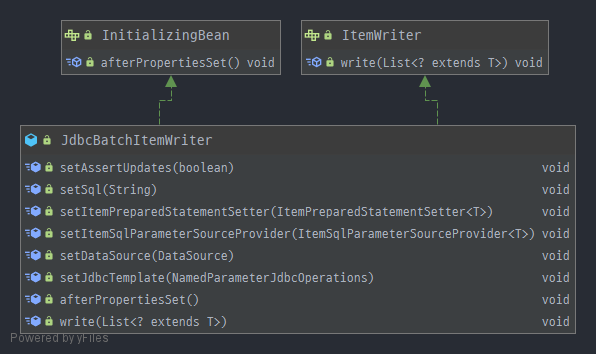 InitializingBean
afterPropertiesSet() void
ItemWriter
write(List<? extends T>) void
JdbcBatchItemWriter
setAssertUpdates(boolean) void
setSql(String) void
setItemPreparedStatementSetter(ItemPreparedStatementSetter<T>) void
setItemSqlParameterSourceProvider(ItemSqlParameterSourceProvider<T>) void
setDataSource(DataSource) void
setJdbcTemplate(NamedParameterJdbcOperations) void
afterPropertiesSet() void
write(List<? extends T>) void
Powered by yFiles